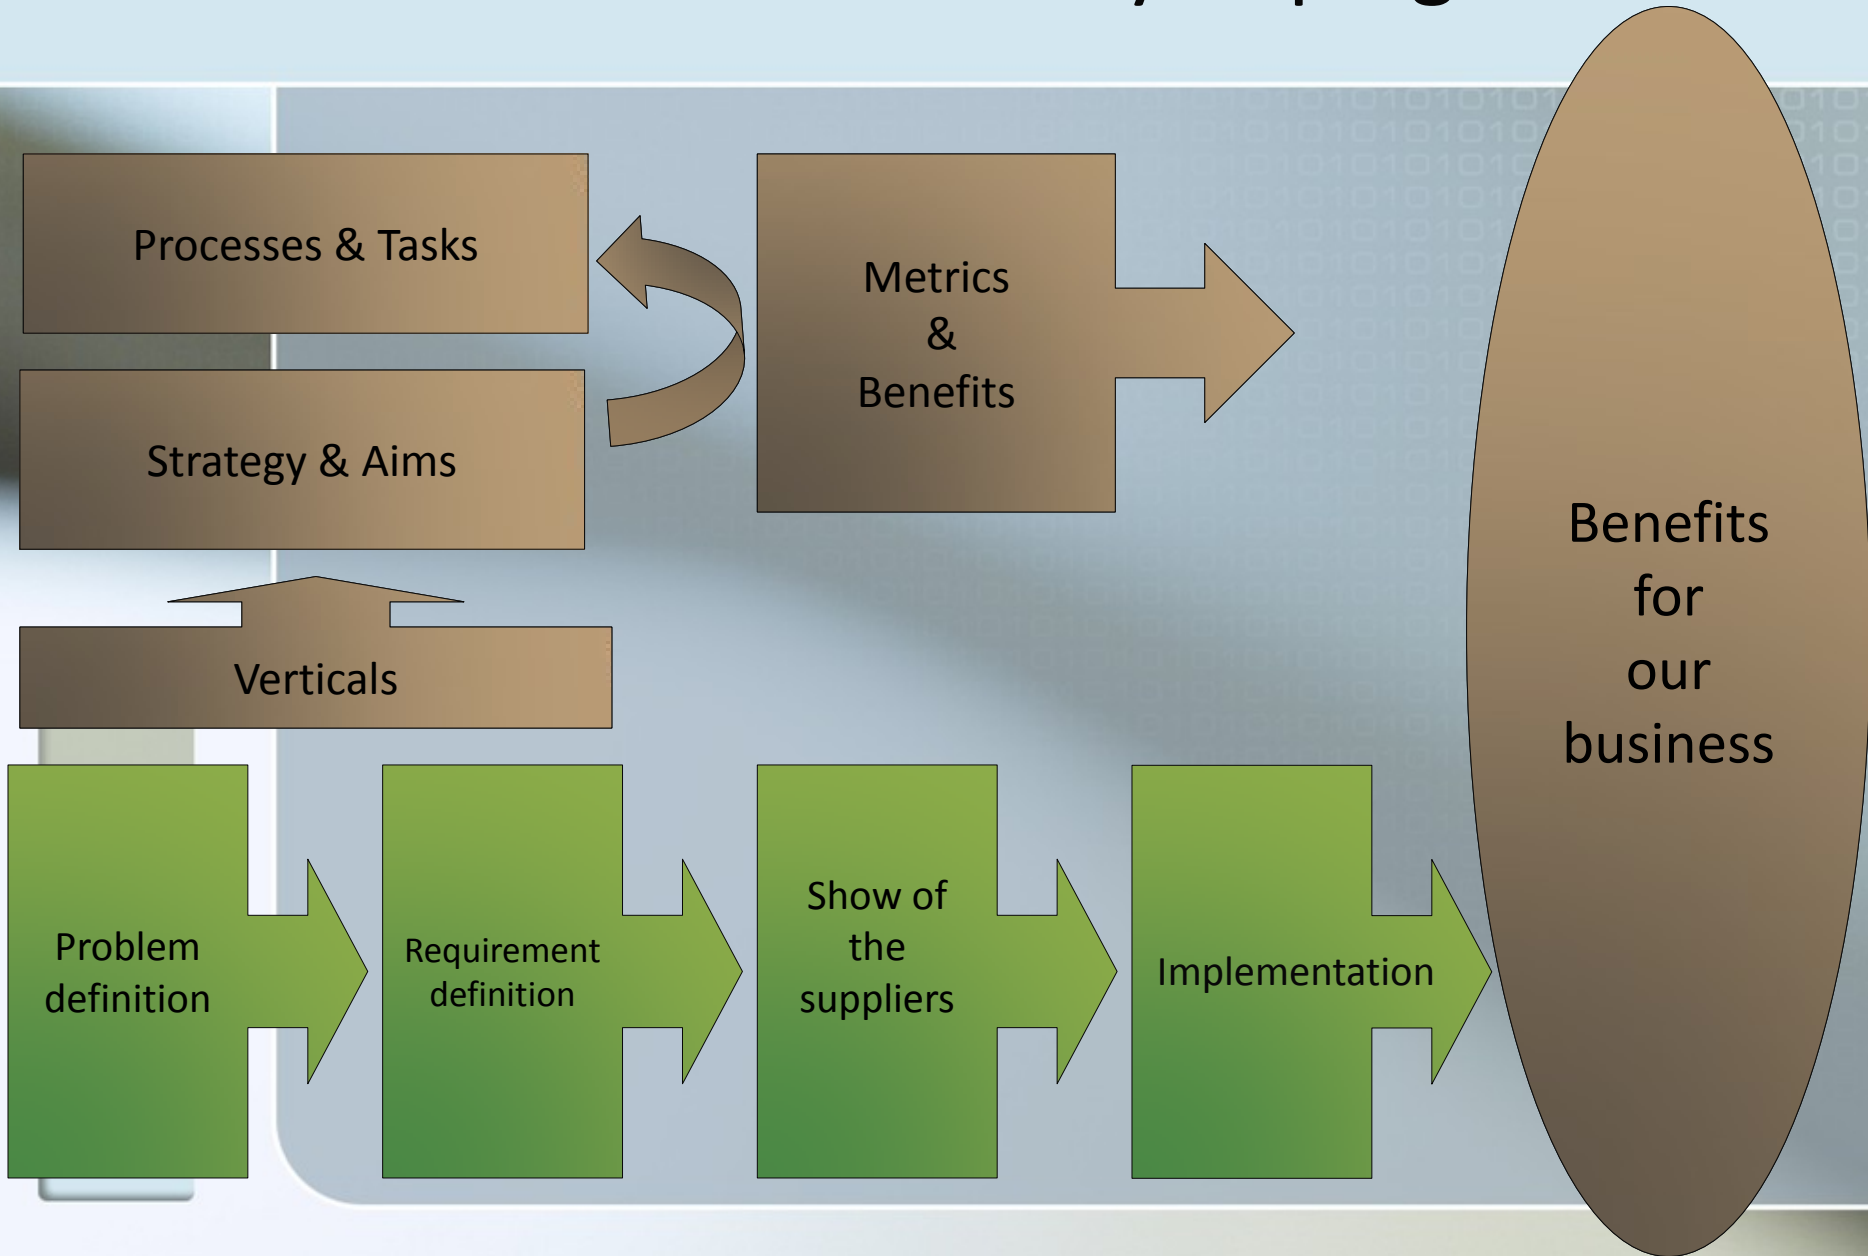 Processes & Tasks
Strategy & Aims
Verticals
Metrics
&
Benefits
Benefits
for
our
business
Problem
definition
Requirement
definition
Show of
the
suppliers
Implementation